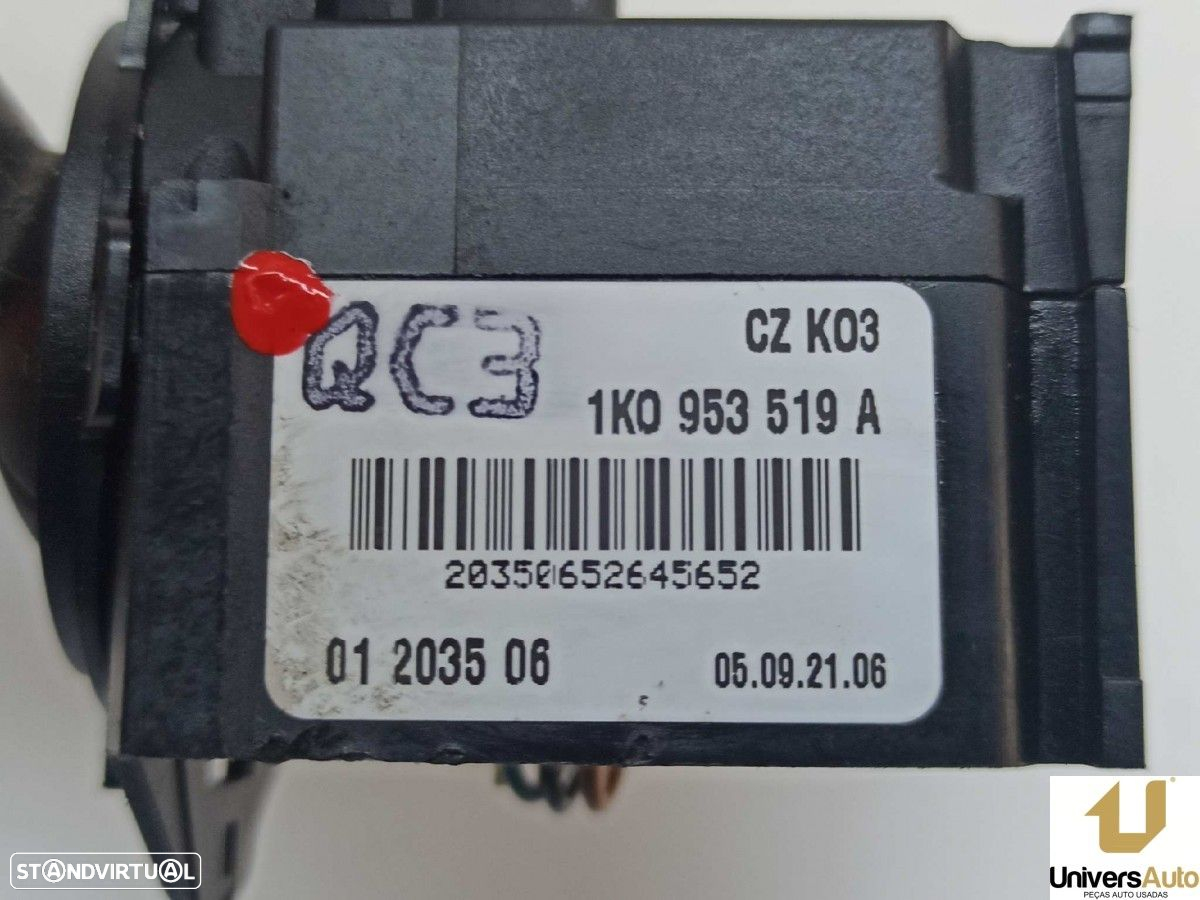 QC3
CZ K03
1K0 953 519 A
20350652645652
01 2035 06
05.09.21.06
STANDVIRTUAL
UniversAuto
PEÇAS AUTO USADAS